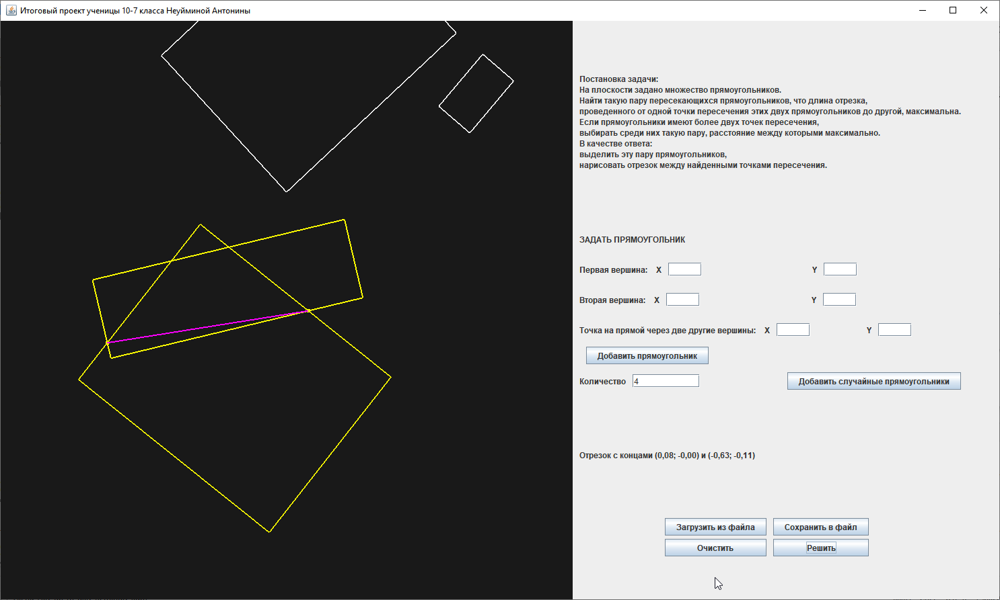 Итоговый проект ученицы 10-7 класса Неуйминой Антонины
Постановка задачи:
На плоскости задано множество прямоугольников.
Найти такую пару пересекающихся прямоугольников, что длина отрезка,
проведенного от одной точки пересечения этих двух прямоугольников до другой, максимальна.
Если прямоугольники имеют более двух точек пересечения,
выбирать среди них такую пару, расстояние между которыми максимально.
В качестве ответа:
выделить эту пару прямоугольников,
нарисовать отрезок между найденными точками пересечения.
ЗАДАТЬ ПРЯМОУГОЛЬНИК
Первая вершина: X Y
Вторая вершина: X Y
Точка на прямой через две другие вершины: X Y
Добавить прямоугольник
Количество 4 Добавить случайные прямоугольники
Отрезок с концами (0,08; -0,00) и (-0,63; -0,11)
Загрузить из файла Сохранить в файл
Очистить Решить